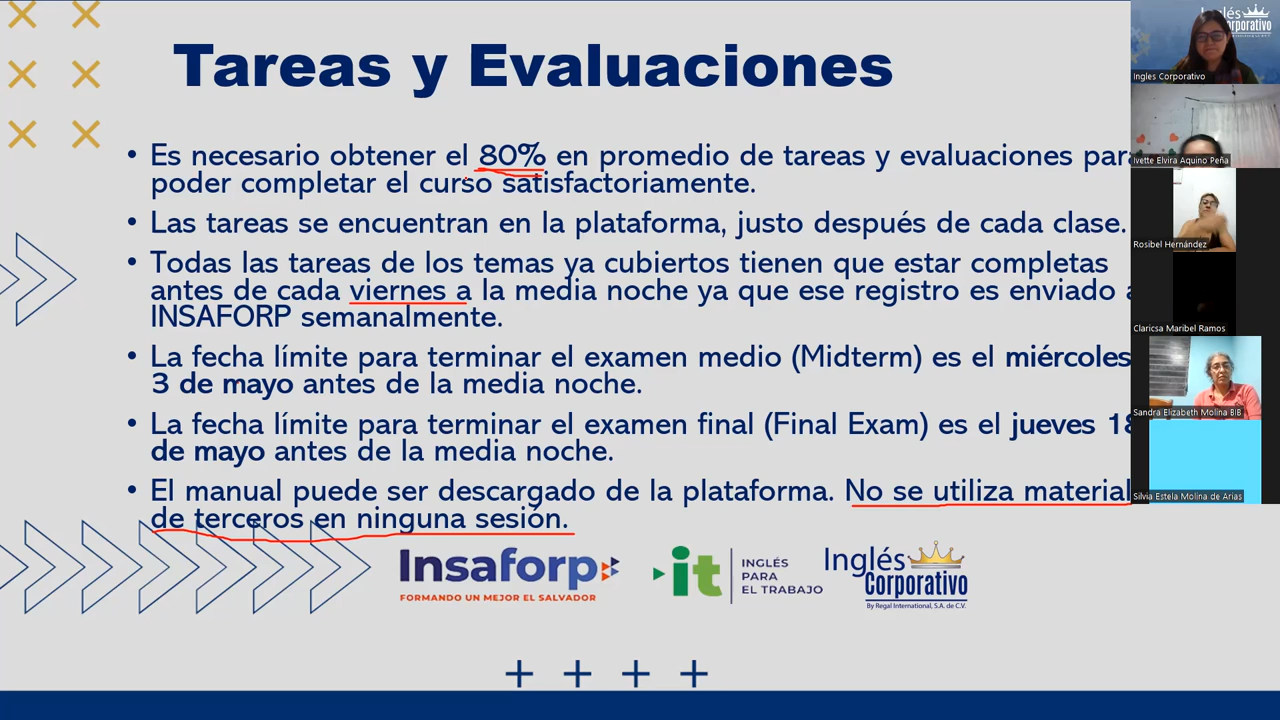 Tareas y Evaluaciones
• Es necesario obtener el 80% en promedio de tareas y evaluaciones para
poder completar el curso satisfactoriamente.
• Las tareas se encuentran en la plataforma, justo después de cada clase.
• Todas las tareas de los temas ya cubiertos tienen que estar completas
antes de cada viernes a la media noche ya que ese registro es enviado a
INSAFORP semanalmente.
• La fecha límite para terminar el examen medio (Midterm) es el miércoles
3 de mayo antes de la media noche.
• La fecha límite para terminar el examen final (Final Exam) es el jueves 18
de mayo antes de la media noche.
• El manual puede ser descargado de la plataforma. No se utiliza material
de terceros en ninguna sesión.
Insaforp
FORMANDO UN MEJOR EL SALVADOR
it
INGLÉS
PARA
EL TRABAJO
Inglés
Corporativo
By Regal International, S.A. de C.V.
Inglés
Corporativo
Ingles Corporativo
Ivette Elvira Aquino Peña
Rosibel Hernández
Claricsa Maribel Ramos
Sandra Elizabeth Molina BIB
Silvia Estela Molina de Arias